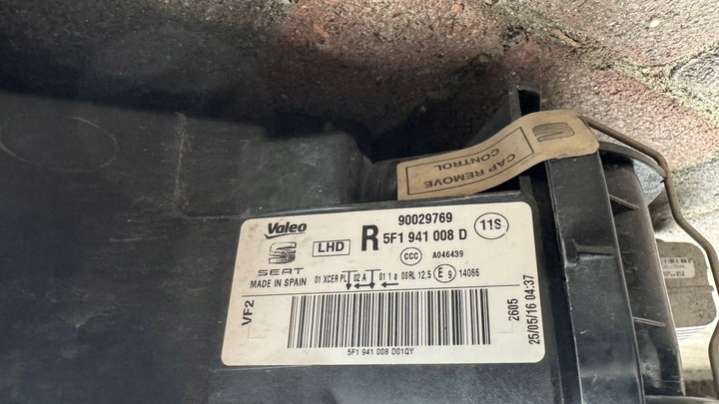 CAP REMOVE
CONTROL
Valeo
90029769
LHD
R 5F1 941 008 D
11S
SEAT
CCC
A046439
MADE IN SPAIN
01 XCER PL 02 A 01 1 a 00RL 12,5 E 9 14066
VF2
5F1 941 008 D01QY
2605
25/05/16 04:37